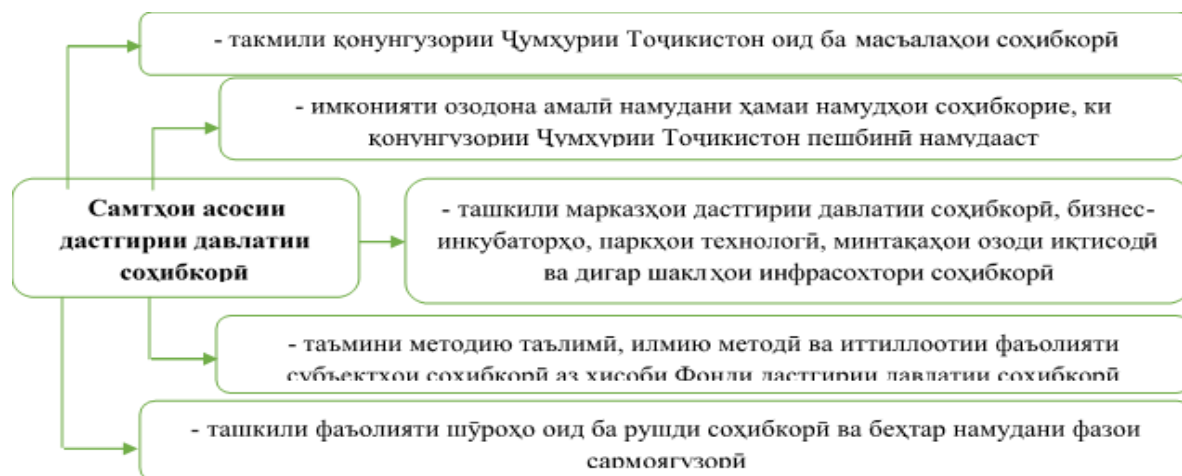 - такмили қонунгузории Ҷумҳурии Тоҷикистон оид ба масъалаҳои соҳибкорӣ
- имконияти озодона амалӣ намудани ҳамаи намудҳои соҳибкорие, ки
қонунгузории Ҷумҳурии Тоҷикистон пешбинӣ намудааст
Самтҳои асосии
дастгирии давлатии
соҳибкорӣ
- ташкили марказҳои дастгирии давлатии соҳибкорӣ, бизнес-
инкубаторҳо, паркҳои технологӣ, минтақаҳои озоди иқтисодӣ
ва дигар шаклҳои инфрасохтори соҳибкорӣ
- таъмини методию таълимӣ, илмию методӣ ва иттиллоотии фаъолияти
субъектҳои соҳибкорӣ аз ҳисоби Фонди дастгирии давлатии соҳибкорӣ
- ташкили фаъолияти шӯроҳо оид ба рушди соҳибкорӣ ва беҳтар намудани фазои
сармоягузорӣ